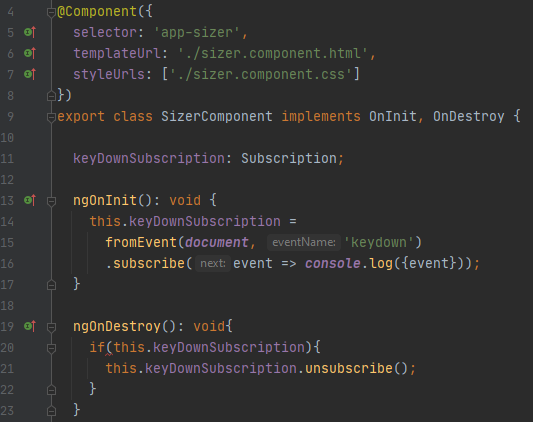 4 @Component({
5 selector: 'app-sizer',
6 templateUrl: './sizer.component.html',
7 styleUrls: ['./sizer.component.css']
8 })
9 export class SizerComponent implements OnInit, OnDestroy {
10
11 keyDownSubscription: Subscription;
12
13 ngOnInit(): void {
14 this.keyDownSubscription =
15 fromEvent(document, eventName: 'keydown')
16 .subscribe( next: event => console.log({event}));
17 }
18
19 ngOnDestroy(): void{
20 if(this.keyDownSubscription){
21 this.keyDownSubscription.unsubscribe();
22 }
23 }